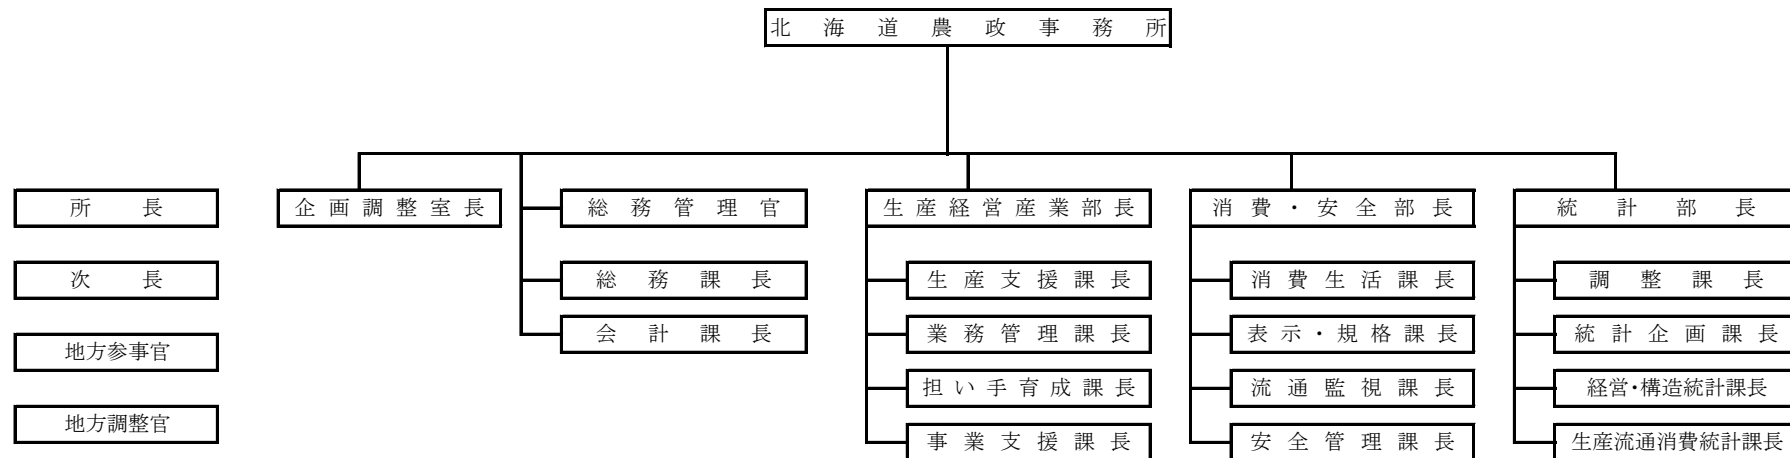 北海道農政事務所
所長
企画調整室長
総務管理官
生産経営産業部長
消費・安全部長
統計部長
次長
総務課長
生産支援課長
消費生活課長
調整課長
地方参事官
会計課長
業務管理課長
表示・規格課長
統計企画課長
担い手育成課長
流通監視課長
経営・構造統計課長
地方調整官
事業支援課長
安全管理課長
生産流通消費統計課長